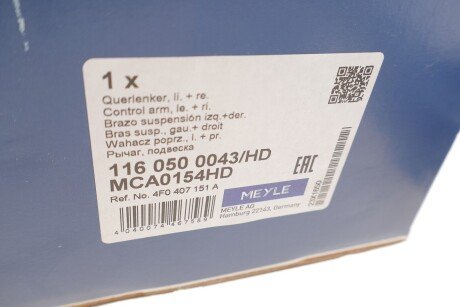 1 x
Querlenker, li. + re.
Control arm, le. + ri.
Brazo suspensión izq.+der.
Bras susp., gau.+ droit
Wahacz poprz., l. + pr.
Рычаг, подвеска
116 050 0043/HD
MCA0154HD
Ref. No. 4F0 407 151 A
EAC
MEYLE
MEYLE AG
Hamburg 22143, Germany